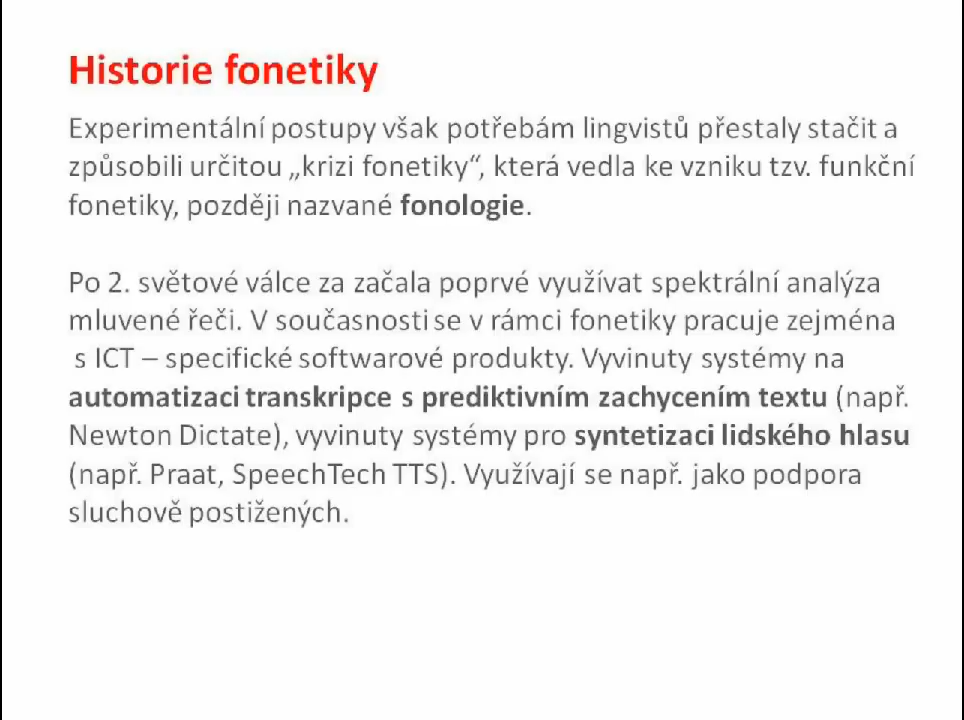 Historie fonetiky
Experimentální postupy však potřebám lingvistů přestaly stačit a
způsobili určitou „krizi fonetiky“, která vedla ke vzniku tzv. funkční
fonetiky, později nazvané fonologie.
Po 2. světové válce za začala poprvé využívat spektrální analýza
mluvené řeči. V současnosti se v rámci fonetiky pracuje zejména
s ICT – specifické softwarové produkty. Vyvinuty systémy na
automatizaci transkripce s prediktivním zachycením textu (např.
Newton Dictate), vyvinuty systémy pro syntetizaci lidského hlasu
(např. Praat, SpeechTech TTS). Využívají se např. jako podpora
sluchově postižených.